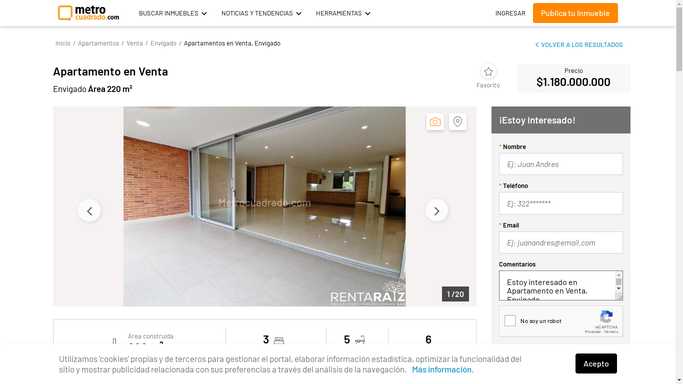 metro
cuadrado.com
BUSCAR INMUEBLES
NOTICIAS Y TENDENCIAS
HERRAMIENTAS
INGRESAR
Publica tu Inmueble
Inicio / Apartamentos / Venta / Envigado / Apartamentos en Venta, Envigado
VOLVER A LOS RESULTADOS
Apartamento en Venta
Envigado Área 220 m²
Favorito
Precio
$1.180.000.000
Metrocuadrado.com
RENTARAÍZ
1 / 20
¡Estoy Interesado!
* Nombre
Ej: Juan Andres
* Teléfono
Ej: 322*******
* Email
Ej: juanandres@email.com
Comentarios
Estoy interesado en
Apartamento en Venta,
Envigado
No soy un robot
reCAPTCHA
Privacidad - Términos
Área construida
3
5
6
Utilizamos 'cookies' propias y de terceros para gestionar el portal, elaborar información estadística, optimizar la funcionalidad del
sitio y mostrar publicidad relacionada con sus preferencias a través del análisis de la navegación. Más información.
Acepto